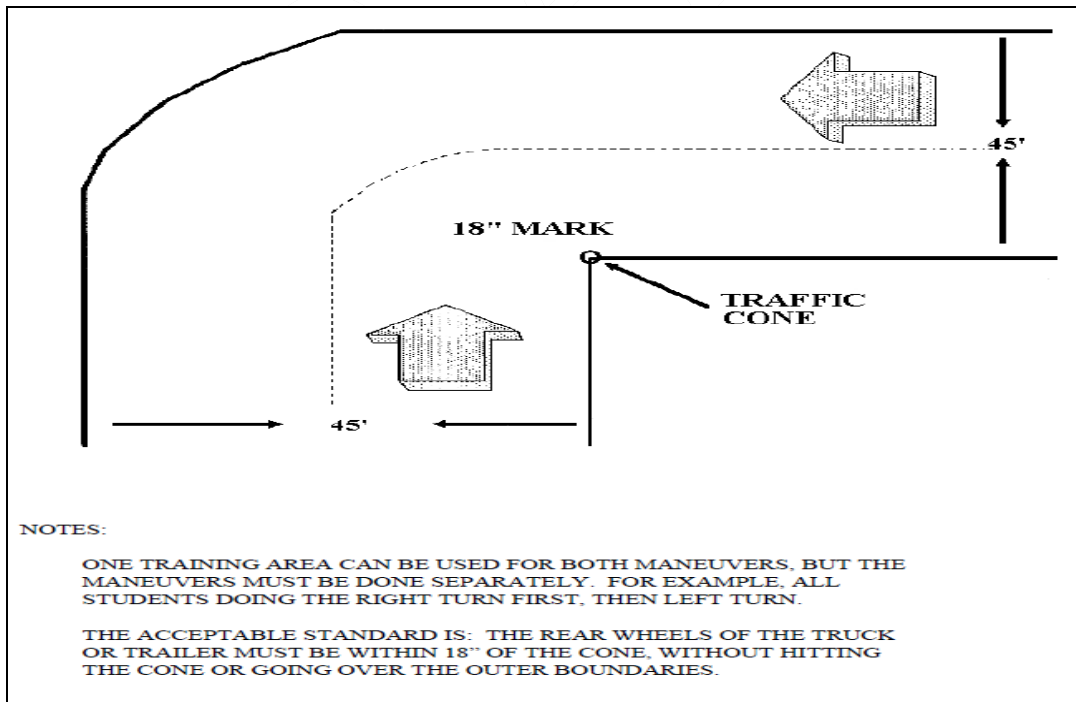 45'
18" MARK
TRAFFIC
CONE
45'
NOTES:
ONE TRAINING AREA CAN BE USED FOR BOTH MANEUVERS, BUT THE
MANEUVERS MUST BE DONE SEPARATELY. FOR EXAMPLE, ALL
STUDENTS DOING THE RIGHT TURN FIRST, THEN LEFT TURN.
THE ACCEPTABLE STANDARD IS: THE REAR WHEELS OF THE TRUCK
OR TRAILER MUST BE WITHIN 18” OF THE CONE, WITHOUT HITTING
THE CONE OR GOING OVER THE OUTER BOUNDARIES.